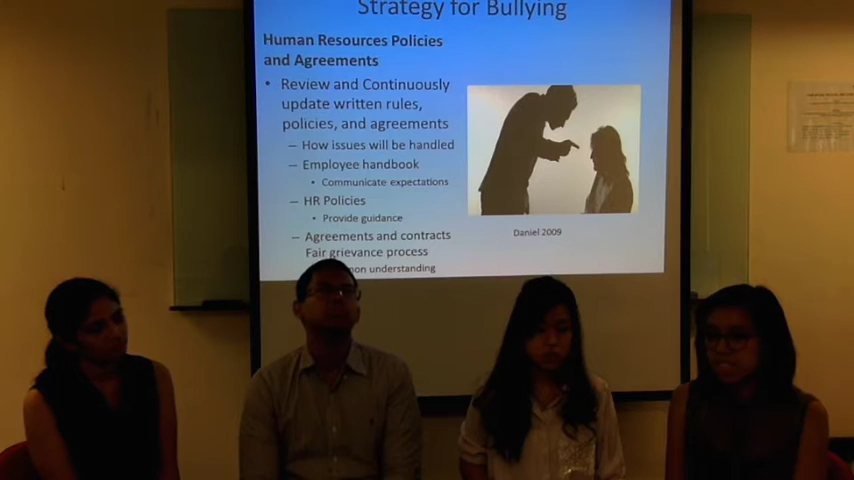 Strategy for Bullying
Human Resources Policies
and Agreements
• Review and Continuously
update written rules,
policies, and agreements
– How issues will be handled
– Employee handbook
• Communicate expectations
– HR Policies
• Provide guidance
– Agreements and contracts
Fair grievance process
understanding
Daniel 2009